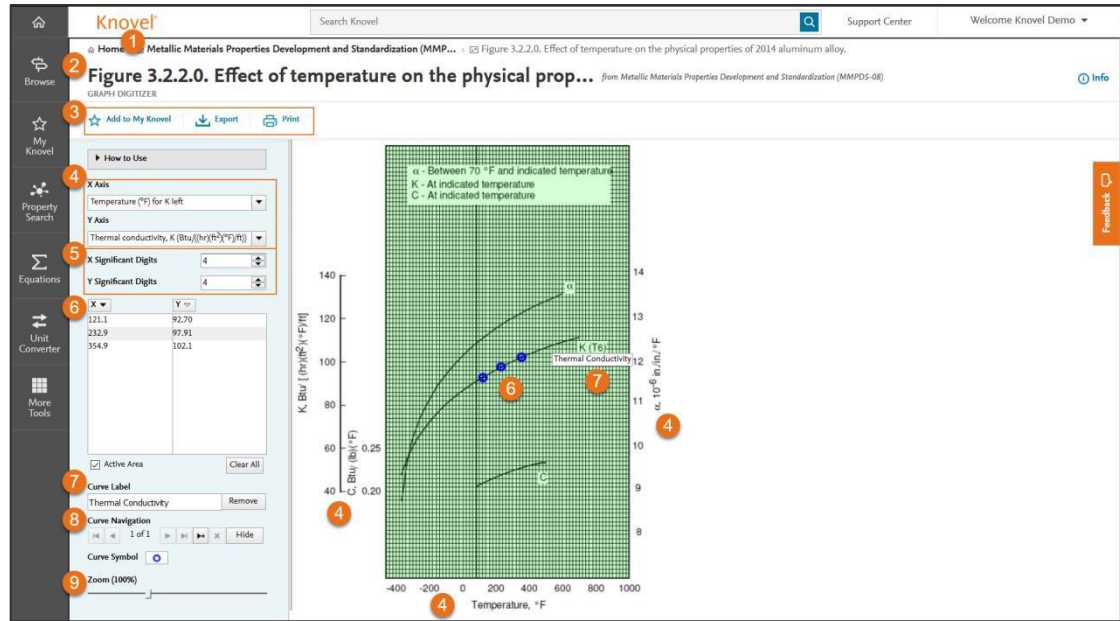 Knovel
Search Knovel
Support Center
Welcome Knovel Demo
1
Home
Metallic Materials Properties Development and Standardization (MMP...
Figure 3.2.2.0. Effect of temperature on the physical properties of 2014 aluminum alloy.
2
Figure 3.2.2.0. Effect of temperature on the physical prop...
from Metallic Materials Properties Development and Standardization (MMPDS-08)
Info
GRAPH DIGITIZER
3
Add to My Knovel
Export
Print
Browse
My
Knovel
Property
Search
Equations
Unit
Converter
More
Tools
Feedback
How to Use
4
X Axis
Temperature (°F) for K left
Y Axis
Thermal conductivity, K (Btu/((hr)(ft²)(°F)/ft))
5
X Significant Digits
4
Y Significant Digits
4
6
X
Y
121.1 92.70
232.9 97.91
354.9 102.1
Active Area
Clear All
7
Curve Label
Thermal Conductivity
Remove
8
Curve Navigation
1 of 1
Hide
Curve Symbol
9
Zoom (100%)
α - Between 70 °F and indicated temperature
K - At indicated temperature
C - At indicated temperature
140
120
100
80
60
40
K, Btu/ [ (hr)(ft²)(°F)/ft]
0.25
0.20
C, Btu/ (lb)(°F)
4
α
K (T6)
Thermal Conductivity
6
7
C
14
13
12
11
10
9
8
α, 10⁻⁶ in./in./°F
4
-400 -200 0 200 400 600 800 1000
4
Temperature, °F